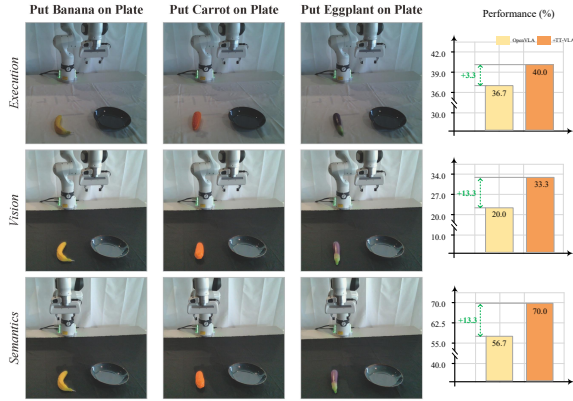 Put Banana on Plate
Put Carrot on Plate
Put Eggplant on Plate
Performance (%)
OpenVLA
+TT-VLA
Execution
42.0
39.0
36.0
30.0
+3.3
36.7
40.0
Vision
34.0
27.0
20.0
10.0
+13.3
20.0
33.3
Semantics
70.0
62.5
55.0
40.0
+13.3
56.7
70.0